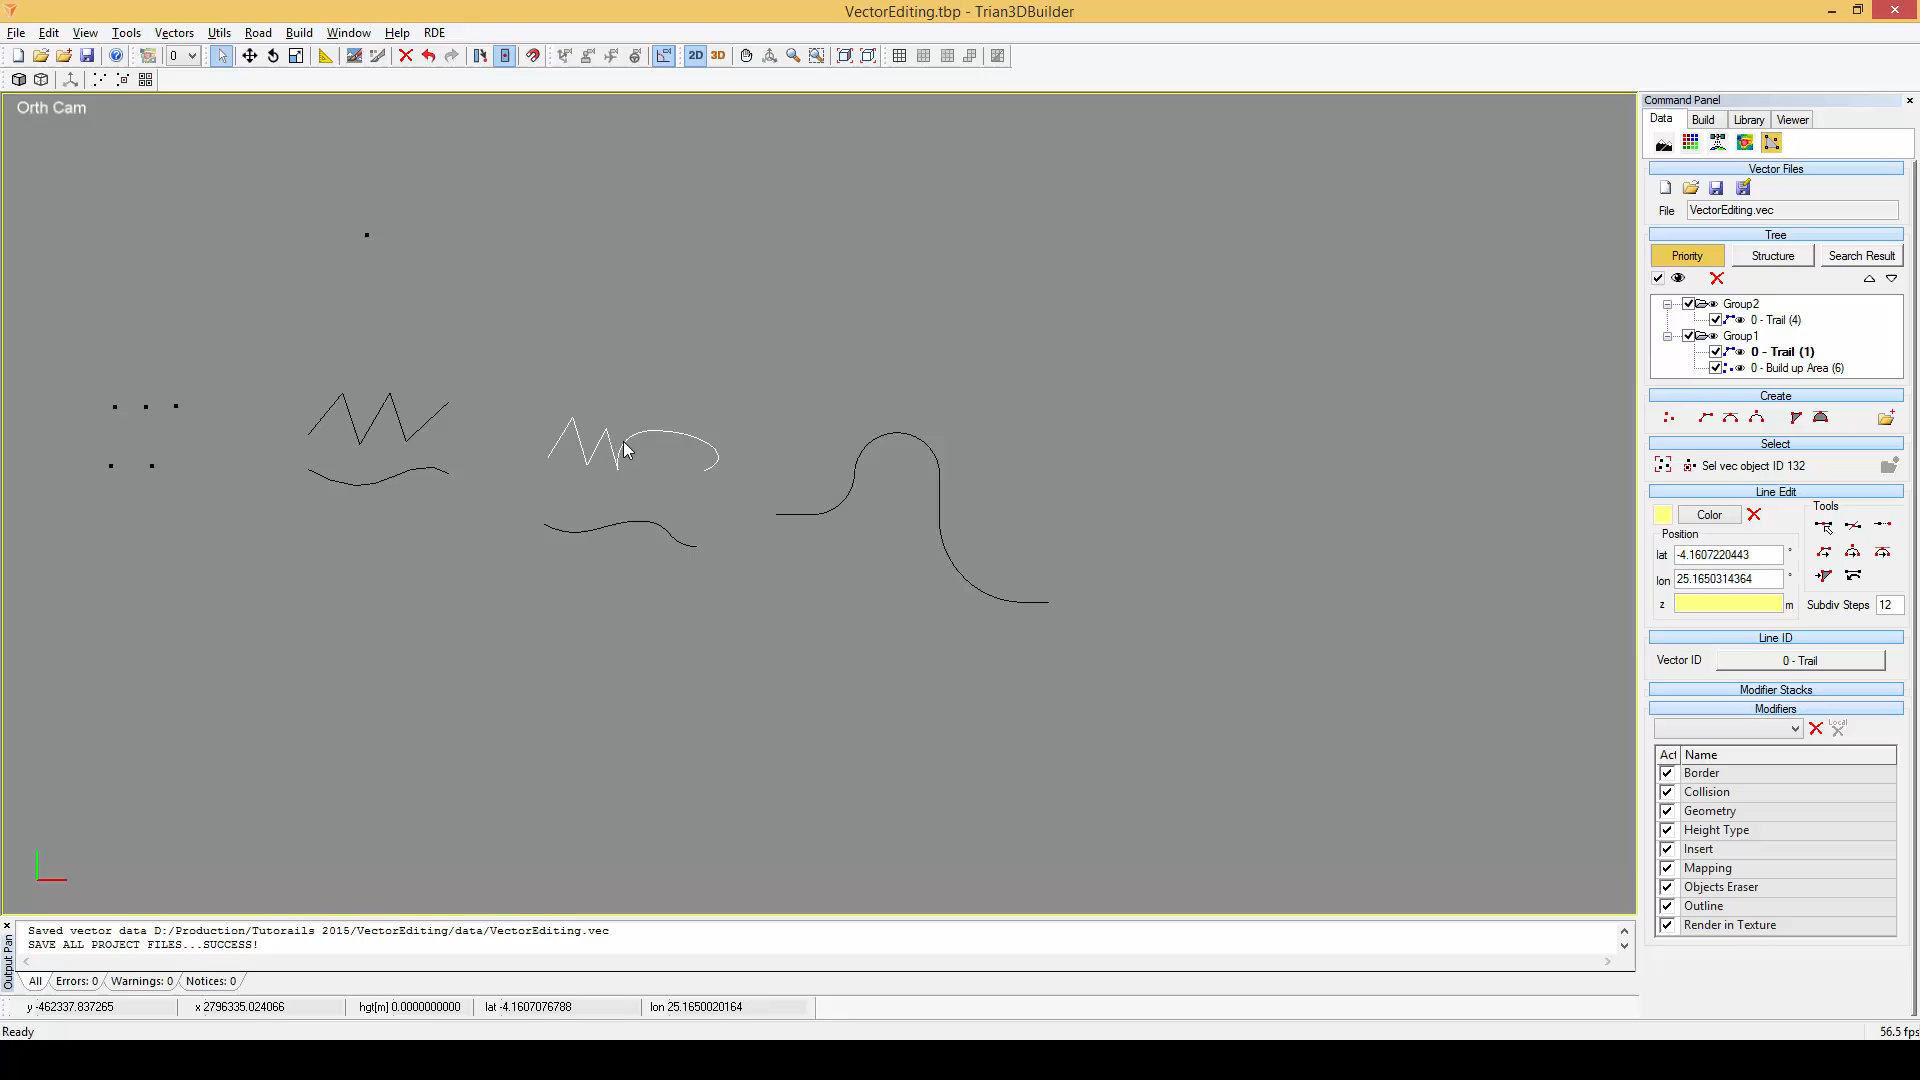 VectorEditing.tbp - Trian3DBuilder
File Edit View Tools Vectors Utils Road Build Window Help RDE
0 2D 3D
Orth Cam
Command Panel
Data Build Library Viewer
Vector Files
File VectorEditing.vec
Tree
Priority Structure Search Result
Group2
0 - Trail (4)
Group1
0 - Trail (1)
0 - Build up Area (6)
Create
Select
Sel vec object ID 132
Line Edit
Color Tools
Position
lat -4.1607220443 °
lon 25.1650314364 °
z m Subdiv Steps 12
Line ID
Vector ID 0 - Trail
Modifier Stacks
Modifiers
Local
Act Name
Border
Collision
Geometry
Height Type
Insert
Mapping
Objects Eraser
Outline
Render in Texture
Output Pan
Saved vector data D:/Production/Tutorails 2015/VectorEditing/data/VectorEditing.vec
SAVE ALL PROJECT FILES...SUCCESS!
All Errors: 0 Warnings: 0 Notices: 0
y -462337.837265 x 2796335.024066 hgt[m] 0.0000000000 lat -4.1607076788 lon 25.1650020164
Ready 56.5 fps